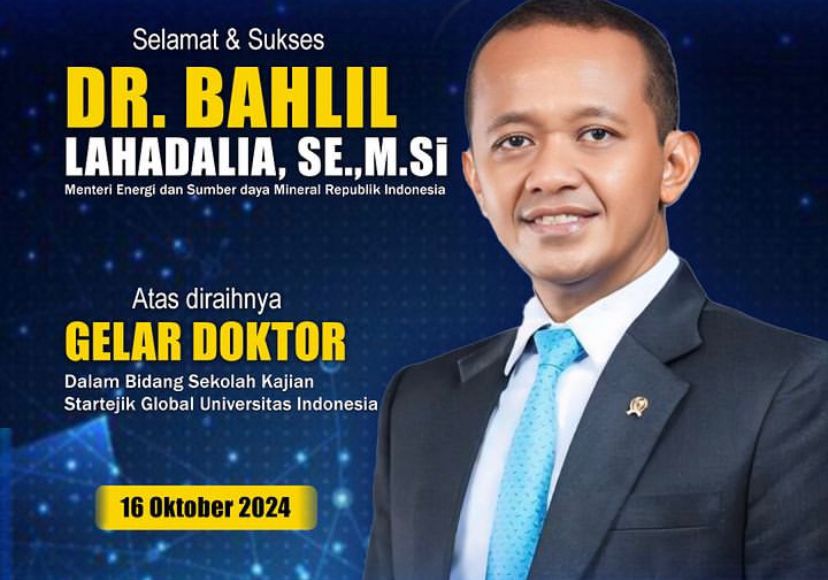 Selamat & Sukses
DR. BAHLIL
LAHADALIA, SE.,M.Si
Menteri Energi dan Sumber daya Mineral Republik Indonesia
Atas diraihnya
GELAR DOKTOR
Dalam Bidang Sekolah Kajian
Startejik Global Universitas Indonesia
16 Oktober 2024